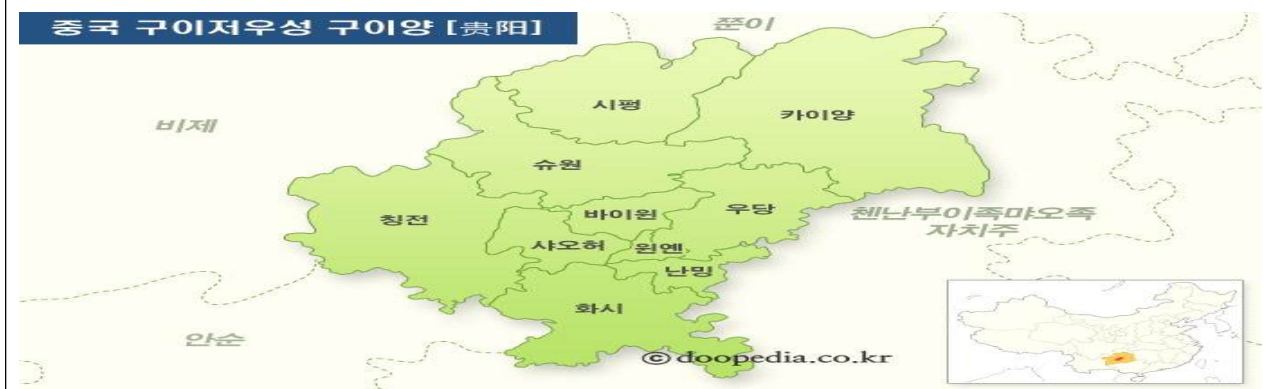 중국 구이저우성 구이양 [贵阳]
쭌이
시펑
카이양
비제
슈원
칭전
바이윈
우당
첸난부이족먀오족
자치주
샤오허
윈옌
난밍
화시
안순
ⓒ doopedia.co.kr